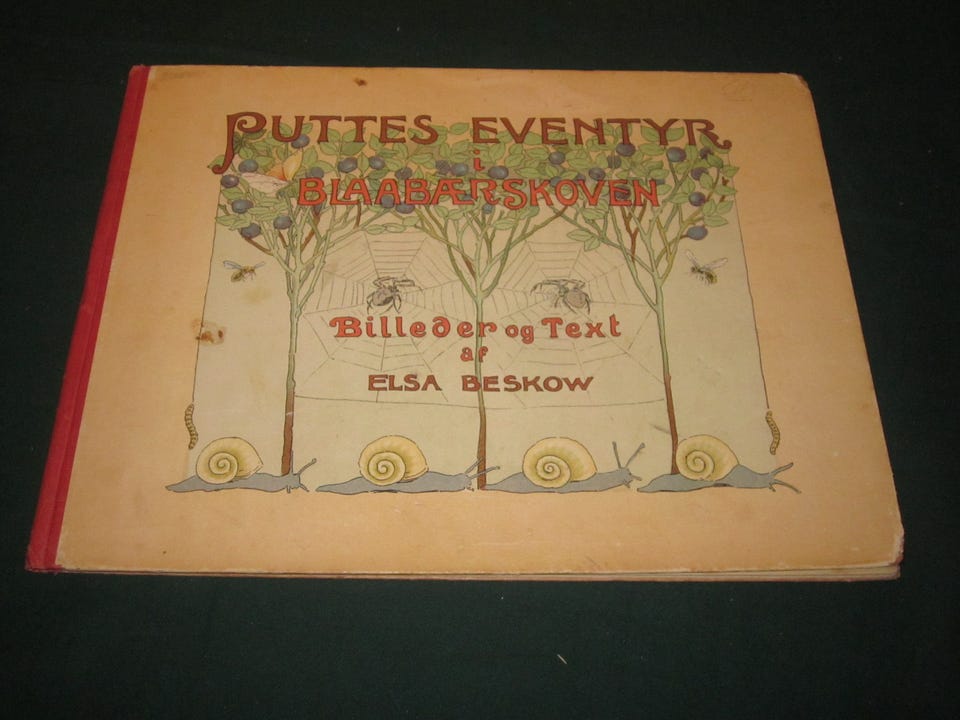 PUTTES EVENTYR
i
BLAABÆRSKOVEN
Billeder og Text
af
ELSA BESKOW